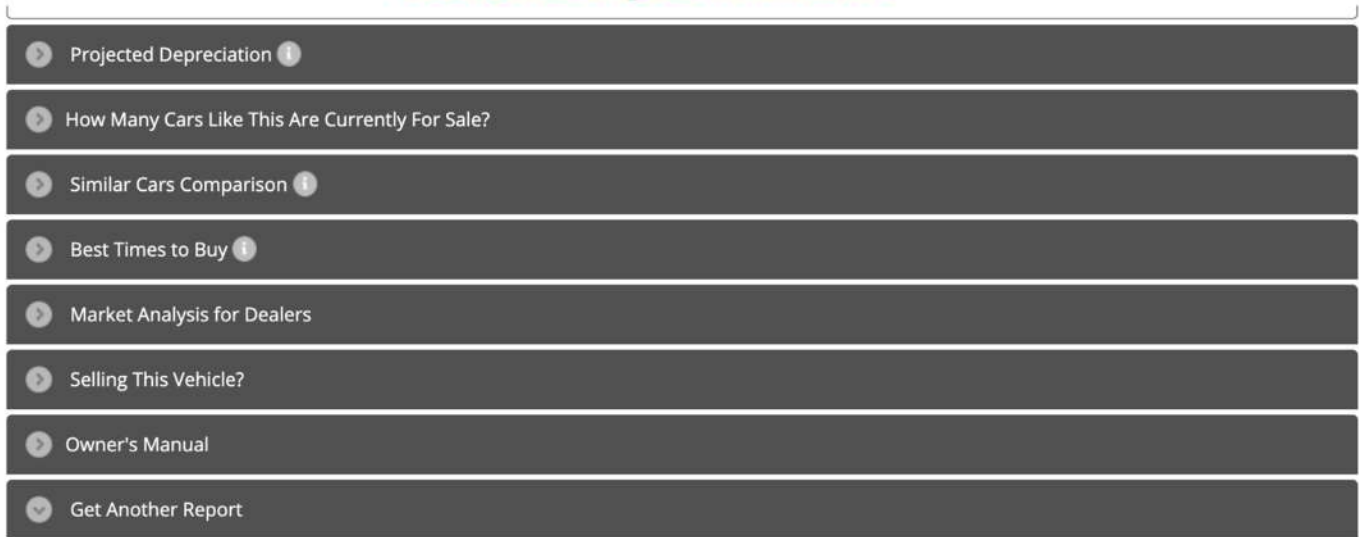 Projected Depreciation
How Many Cars Like This Are Currently For Sale?
Similar Cars Comparison
Best Times to Buy
Market Analysis for Dealers
Selling This Vehicle?
Owner's Manual
Get Another Report